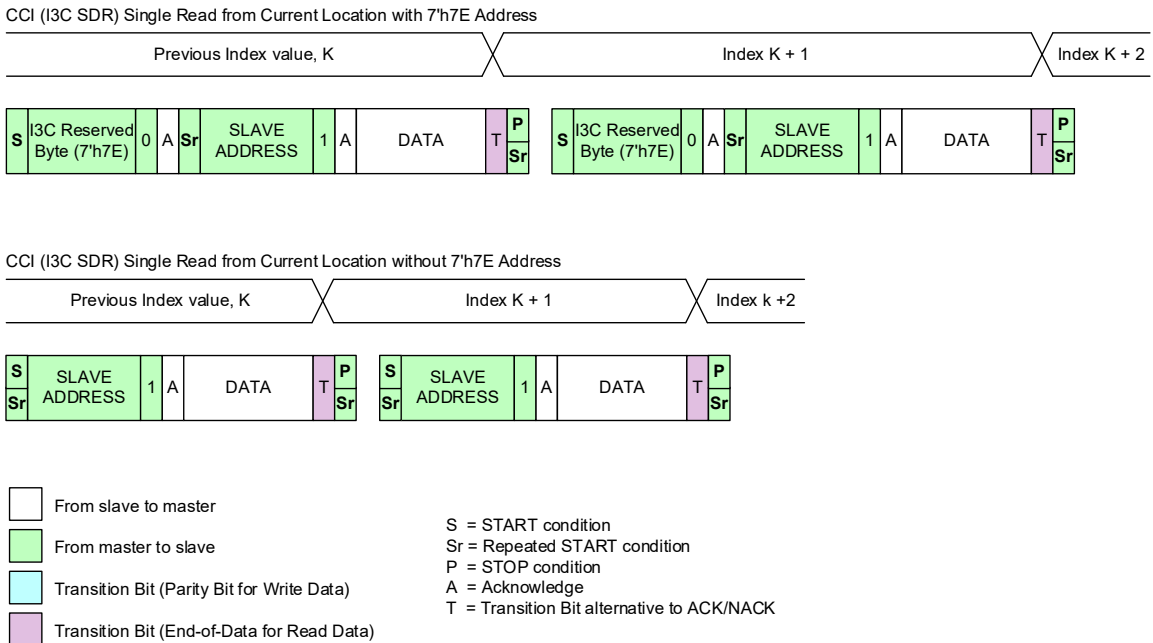 CCI (I3C SDR) Single Read from Current Location with 7'h7E Address
Previous Index value, K
Index K + 1
Index K + 2
S
I3C Reserved
Byte (7'h7E)
0
A
Sr
SLAVE
ADDRESS
1
A
DATA
T
P
Sr
S
I3C Reserved
Byte (7'h7E)
0
A
Sr
SLAVE
ADDRESS
1
A
DATA
T
P
Sr
CCI (I3C SDR) Single Read from Current Location without 7'h7E Address
Previous Index value, K
Index K + 1
Index k +2
S
Sr
SLAVE
ADDRESS
1
A
DATA
T
P
Sr
S
Sr
SLAVE
ADDRESS
1
A
DATA
T
P
Sr
From slave to master
From master to slave
Transition Bit (Parity Bit for Write Data)
Transition Bit (End-of-Data for Read Data)
S = START condition
Sr = Repeated START condition
P = STOP condition
A = Acknowledge
T = Transition Bit alternative to ACK/NACK